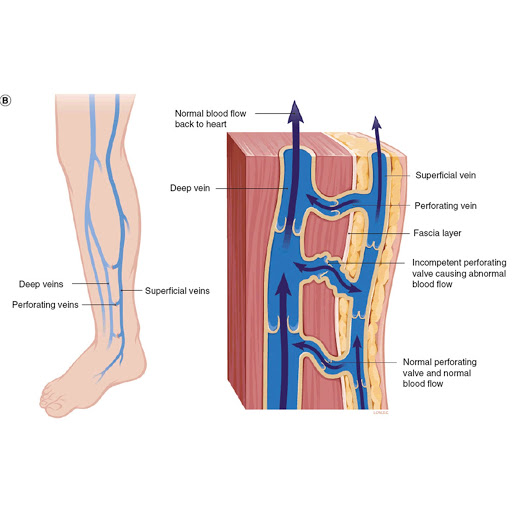 B
Normal blood flow
back to heart
Deep vein
Superficial vein
Perforating vein
Fascia layer
Incompetent perforating
valve causing abnormal
blood flow
Deep veins
Perforating veins
Superficial veins
Normal perforating
valve and normal
blood flow